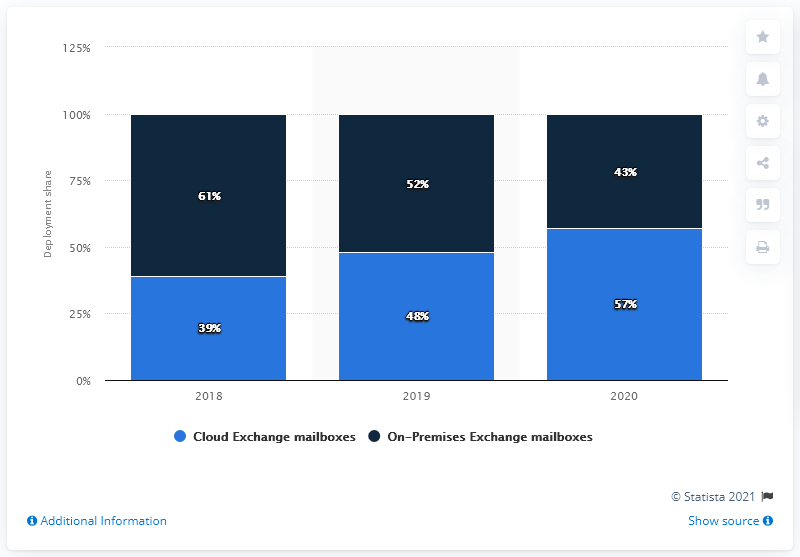 125%
100%
75%
50%
25%
0%
Deployment share
61%
52%
43%
39%
48%
57%
2018
2019
2020
Cloud Exchange mailboxes
On-Premises Exchange mailboxes
© Statista 2021
Additional Information
Show source